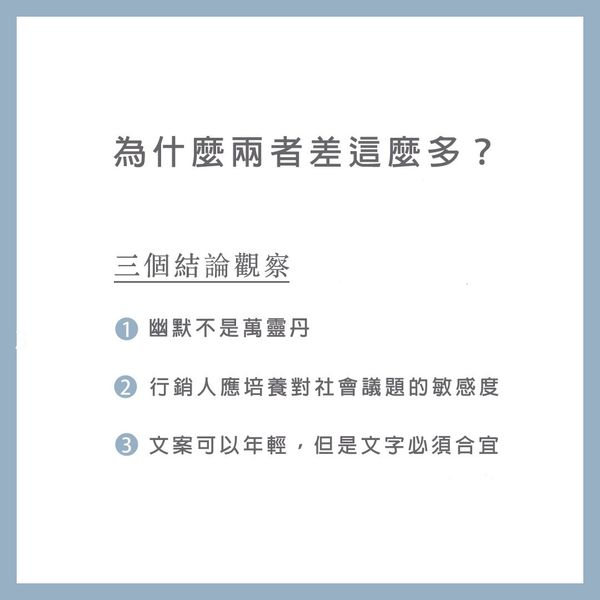 為什麼兩者差這麼多？
三個結論觀察
1 幽默不是萬靈丹
2 行銷人應培養對社會議題的敏感度
3 文案可以年輕，但是文字必須合宜